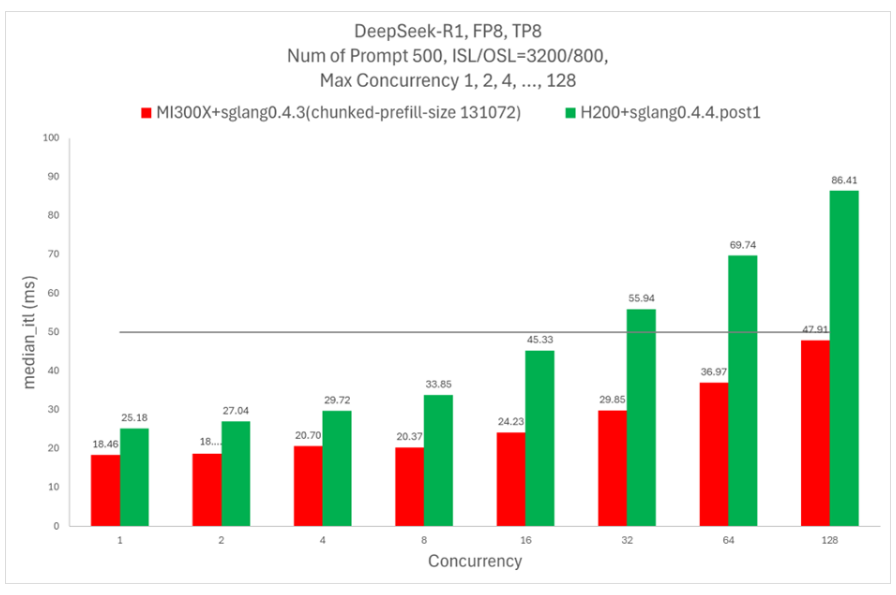 DeepSeek-R1, FP8, TP8
Num of Prompt 500, ISL/OSL=3200/800,
Max Concurrency 1, 2, 4, ..., 128
MI300X+sglang0.4.3(chunked-prefill-size 131072) H200+sglang0.4.4.post1
100
90
80
70
60
50
40
30
20
10
0
median_itl (ms)
18.46 25.18
18.... 27.04
20.70 29.72
20.37 33.85
24.23 45.33
29.85 55.94
36.97 69.74
47.91 86.41
1 2 4 8 16 32 64 128
Concurrency